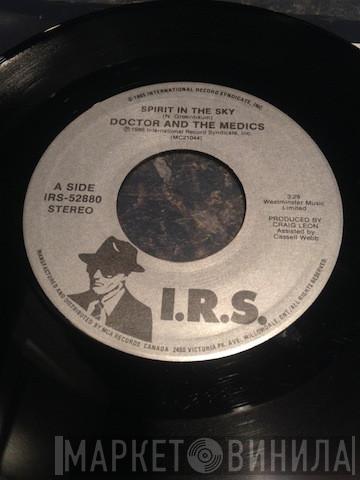 ©1985 INTERNATIONAL RECORD SYNDICATE, INC.
SPIRIT IN THE SKY
(N. Greenbaum)
DOCTOR AND THE MEDICS
Ⓟ1986 International Record Syndicate, Inc.
(MC21044)
A SIDE
IRS-52880
STEREO
3:29
Westminster Music
Limited
PRODUCED BY
CRAIG LEON
Assisted by
Cassell Webb
I.R.S.
MANUFACTURED AND DISTRIBUTED BY MCA RECORDS CANADA 2450 VICTORIA PK. AVE., WILLOWDALE, ONT./ALL RIGHTS RESERVED.
МАРКЕТ ВИНИЛА